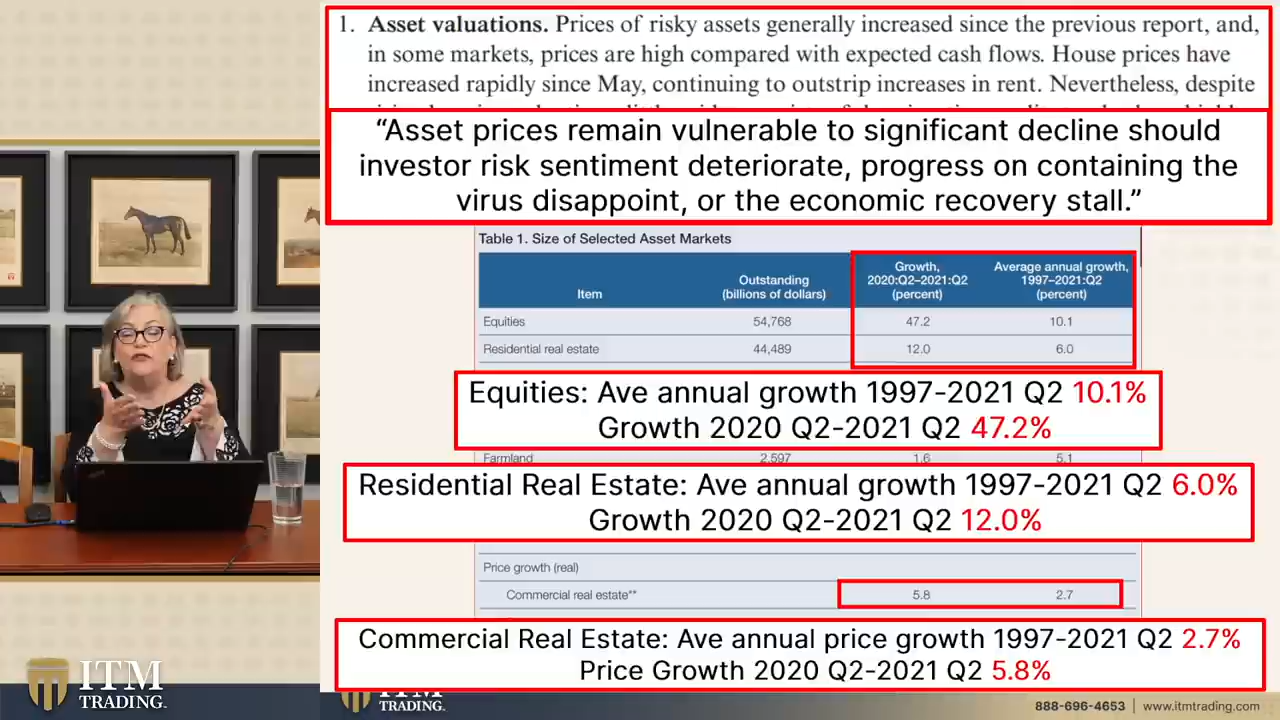 1. Asset valuations. Prices of risky assets generally increased since the previous report, and,
in some markets, prices are high compared with expected cash flows. House prices have
increased rapidly since May, continuing to outstrip increases in rent. Nevertheless, despite
“Asset prices remain vulnerable to significant decline should
investor risk sentiment deteriorate, progress on containing the
virus disappoint, or the economic recovery stall.”
Table 1. Size of Selected Asset Markets
Item Outstanding (billions of dollars) Growth, 2020:Q2–2021:Q2 (percent) Average annual growth, 1997–2021:Q2 (percent)
Equities 54,768 47.2 10.1
Residential real estate 44,489 12.0 6.0
Equities: Ave annual growth 1997-2021 Q2 10.1%
Growth 2020 Q2-2021 Q2 47.2%
Farmland 2,597 1.6 5.1
Residential Real Estate: Ave annual growth 1997-2021 Q2 6.0%
Growth 2020 Q2-2021 Q2 12.0%
Price growth (real)
Commercial real estate** 5.8 2.7
Commercial Real Estate: Ave annual price growth 1997-2021 Q2 2.7%
Price Growth 2020 Q2-2021 Q2 5.8%
ITM
TRADING.
TRADING.
888-696-4653 | www.itmtrading.com